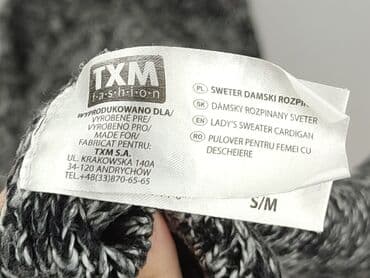 TXM
fashion
WYPRODUKOWANO DLA/
VYROBENÉ PRE/
VYROBENO PRO/
MADE FOR/
FABRICAT PENTRU:
TXM S.A.
UL. KRAKOWSKA 140A
34-120 ANDRYCHÓW
TEL.+48(33)870-65-65
PL SWETER DAMSKI ROZPIN
SK DÁMSKY ROZPINANY SVETER
EN LADY'S SWEATER CARDIGAN
RO PULOVER PENTRU FEMEI CU
DESCHEIERE
S/M